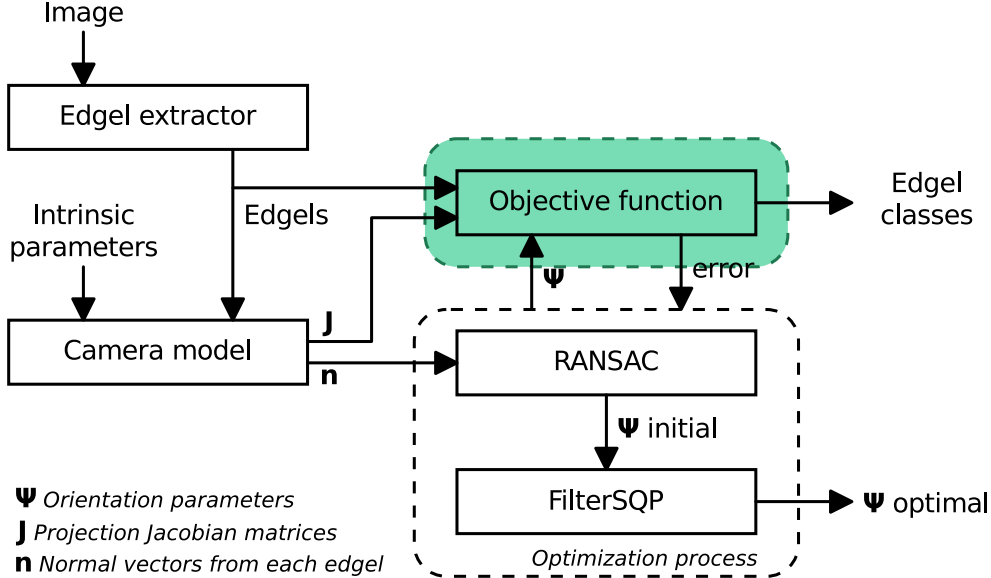 Image
Edgel extractor
Intrinsic
parameters
Edgels
Objective function
Edgel
classes
Ψ
error
Camera model
J
n
RANSAC
Ψ initial
FilterSQP
Ψ optimal
Optimization process
Ψ Orientation parameters
J Projection Jacobian matrices
n Normal vectors from each edgel